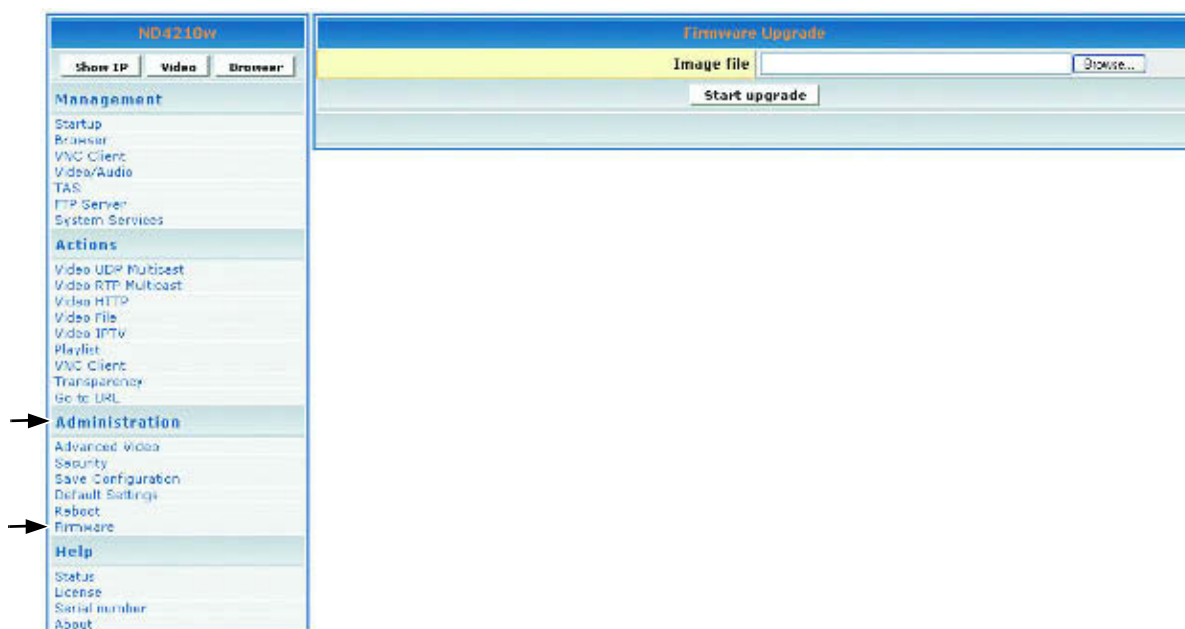 ND4210w
Show IP Video Browser
Management
Startup
Browser
VNC Client
Video/Audio
TAS
FTP Server
System Services
Actions
Video UDP Multicast
Video RTP Multicast
Video HTTP
Video File
Video IPTV
Playlist
VNC Client
Transparency
Go to URL
Administration
Advanced Video
Security
Save Configuration
Default Settings
Reboot
Firmware
Help
Status
License
Serial number
About
Firmware Upgrade
Image file Browse...
Start upgrade